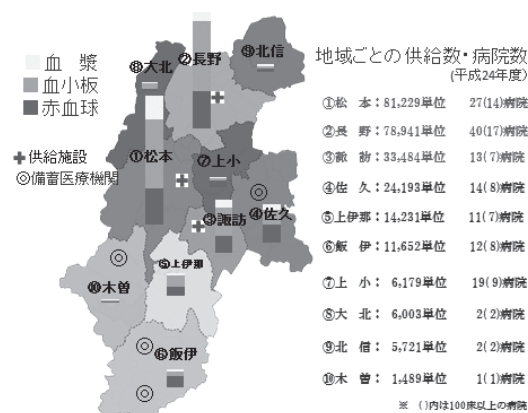 血 漿
血小板
赤血球
✚供給施設
◎備蓄医療機関
⑧大北
②長野
⑨北信
①松本
⑦上小
③諏訪
④佐久
⑤上伊那
⑩木曽
⑥飯伊
地域ごとの供給数・病院数
(平成24年度)
①松 本:81,229単位 27(14)病院
②長 野:78,941単位 40(17)病院
③諏 訪:33,484単位 13(7)病院
④佐 久:24,193単位 14(8)病院
⑤上伊那:14,231単位 11(7)病院
⑥飯 伊:11,652単位 12(8)病院
⑦上 小: 6,179単位 19(9)病院
⑧大 北: 6,003単位 2(2)病院
⑨北 信: 5,721単位 2(2)病院
⑩木 曽: 1,489単位 1(1)病院
※ ()内は100床以上の病院